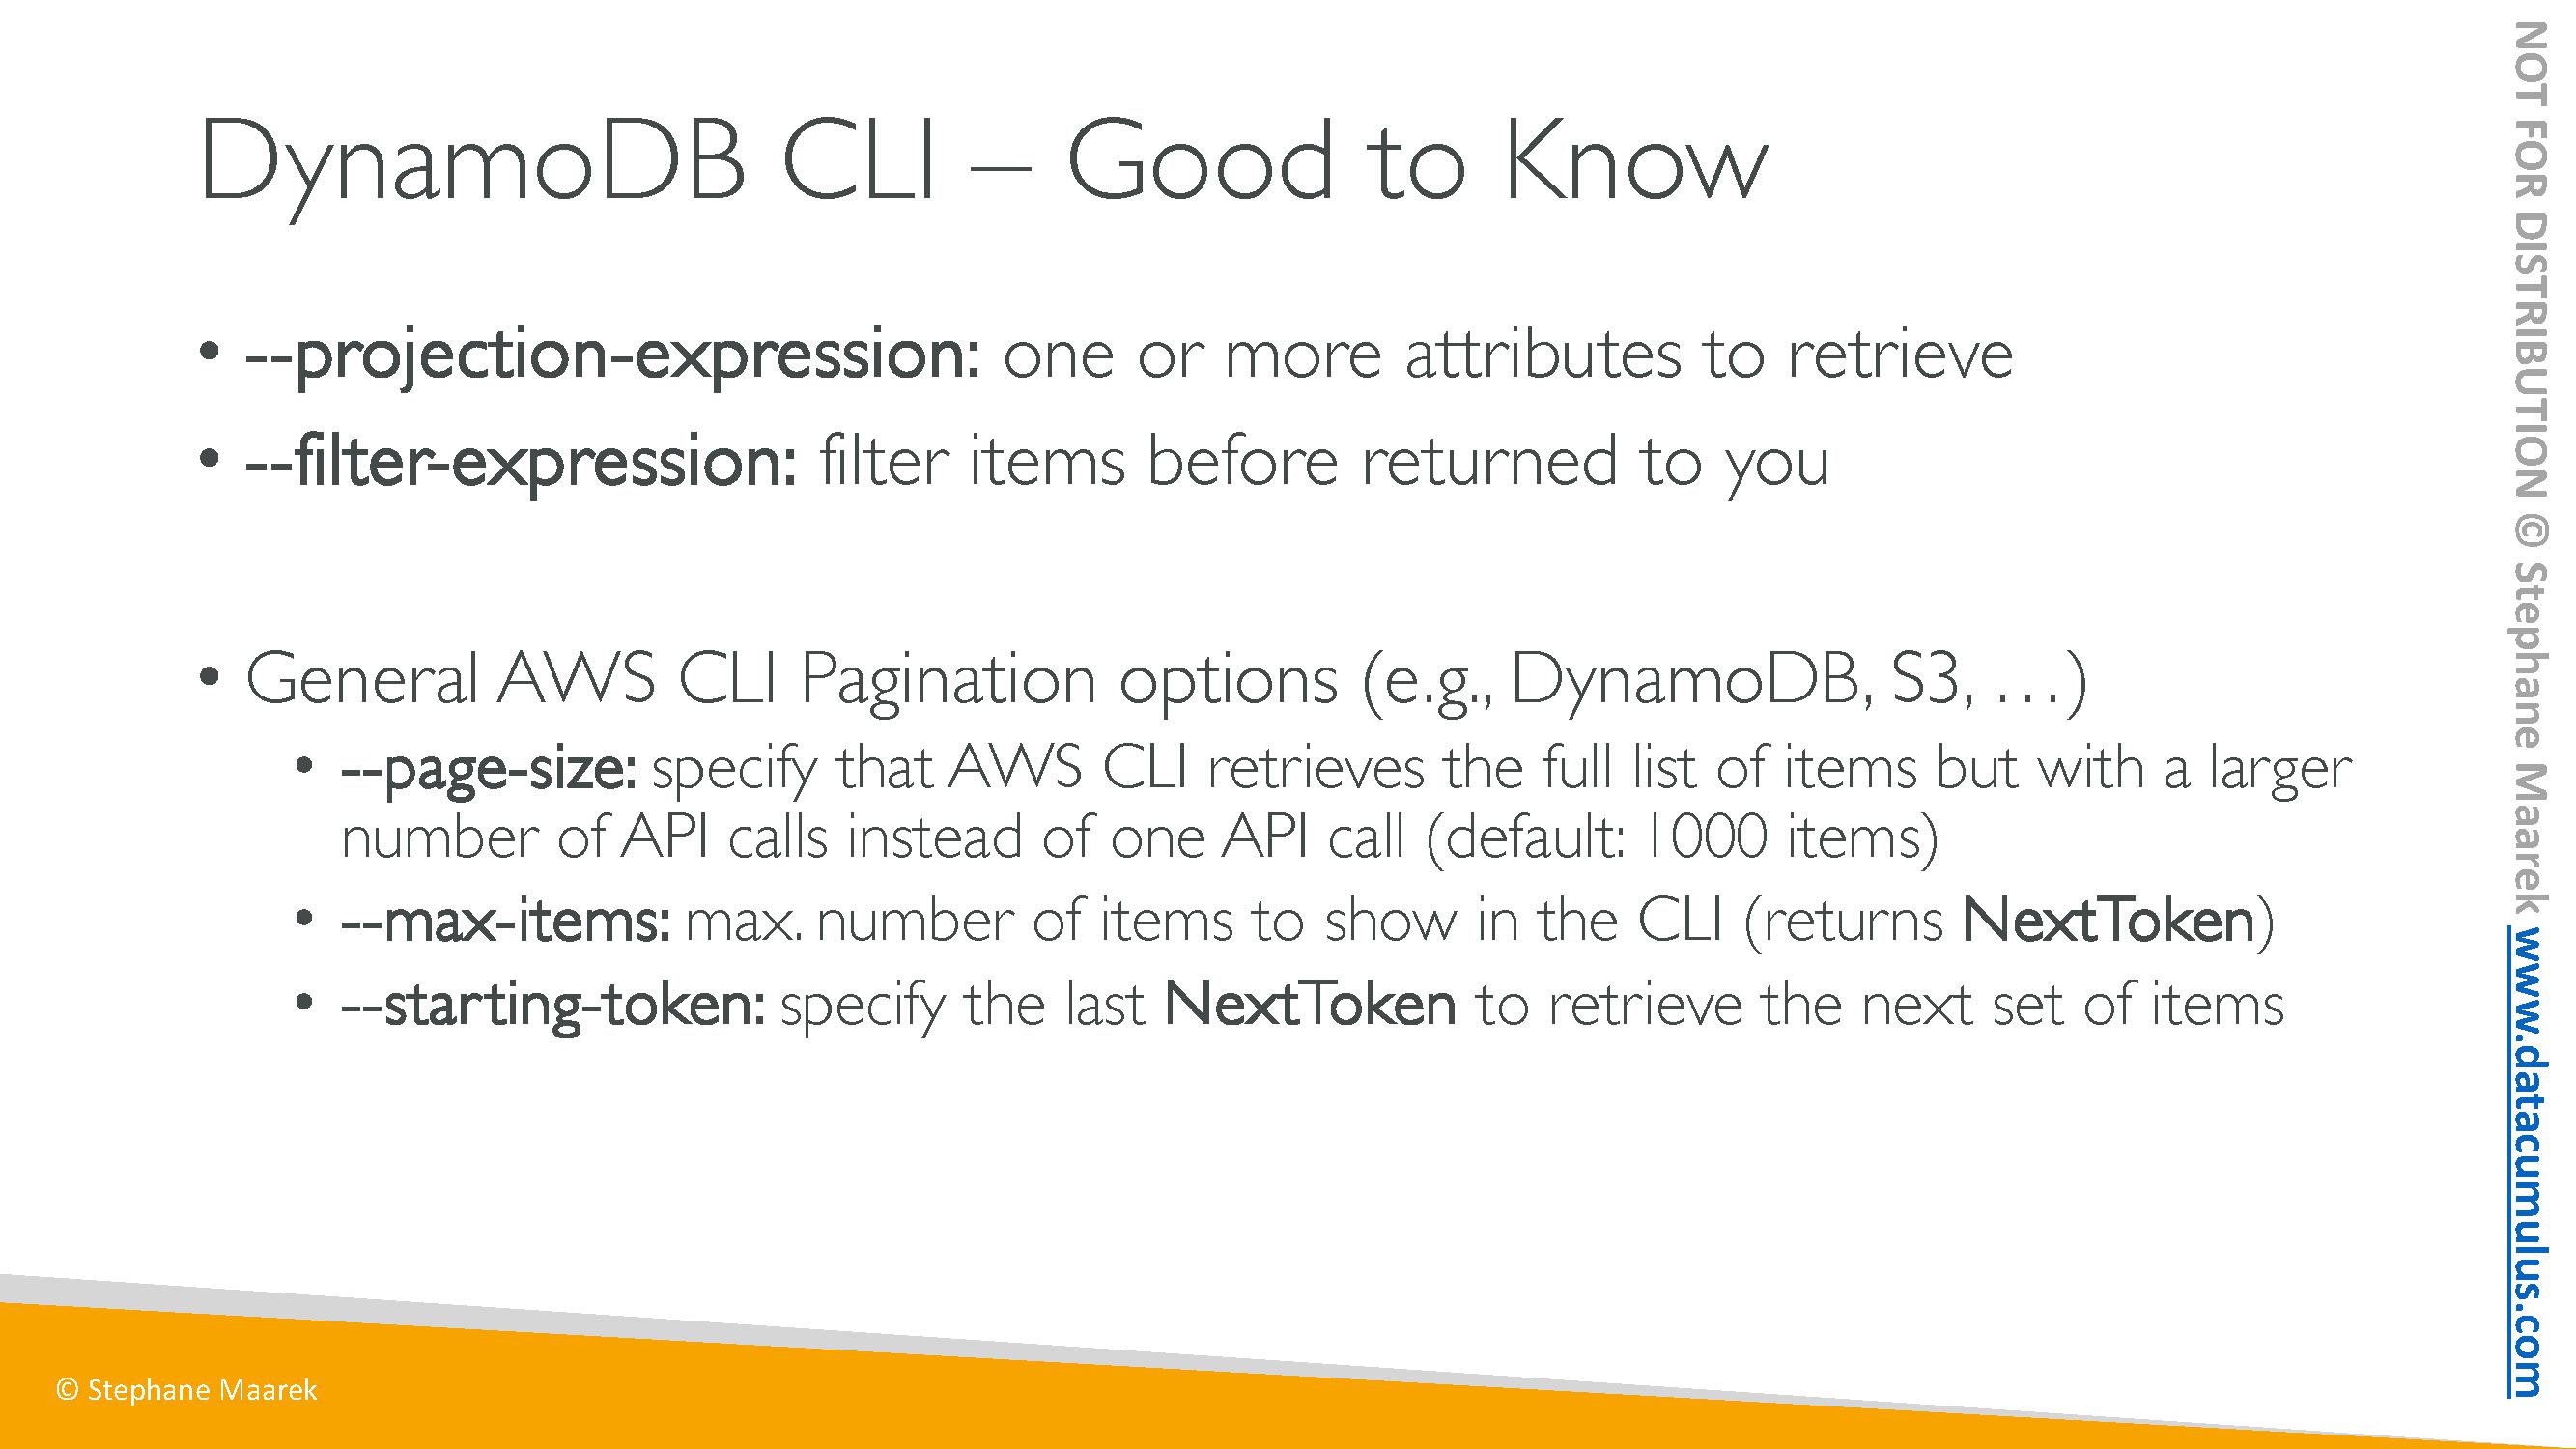 DynamoDB CLI – Good to Know
• --projection-expression: one or more attributes to retrieve
• --filter-expression: filter items before returned to you
• General AWS CLI Pagination options (e.g., DynamoDB, S3, …)
• --page-size: specify that AWS CLI retrieves the full list of items but with a larger
number of API calls instead of one API call (default: 1000 items)
• --max-items: max. number of items to show in the CLI (returns NextToken)
• --starting-token: specify the last NextToken to retrieve the next set of items
© Stephane Maarek
NOT FOR DISTRIBUTION © Stephane Maarek www.datacumulus.com